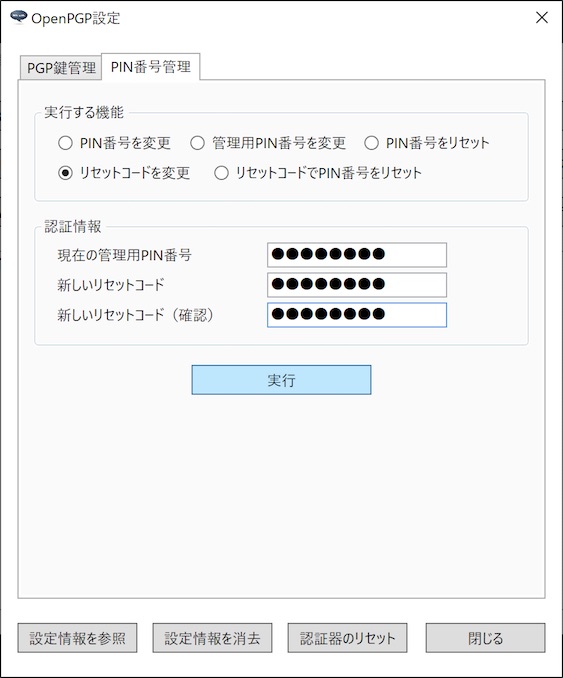 OpenPGP設定
PGP鍵管理 PIN番号管理
実行する機能
PIN番号を変更 管理用PIN番号を変更 PIN番号をリセット
リセットコードを変更 リセットコードでPIN番号をリセット
認証情報
現在の管理用PIN番号 ●●●●●●●●
新しいリセットコード ●●●●●●●●
新しいリセットコード（確認） ●●●●●●●●
実行
設定情報を参照 設定情報を消去 認証器のリセット 閉じる